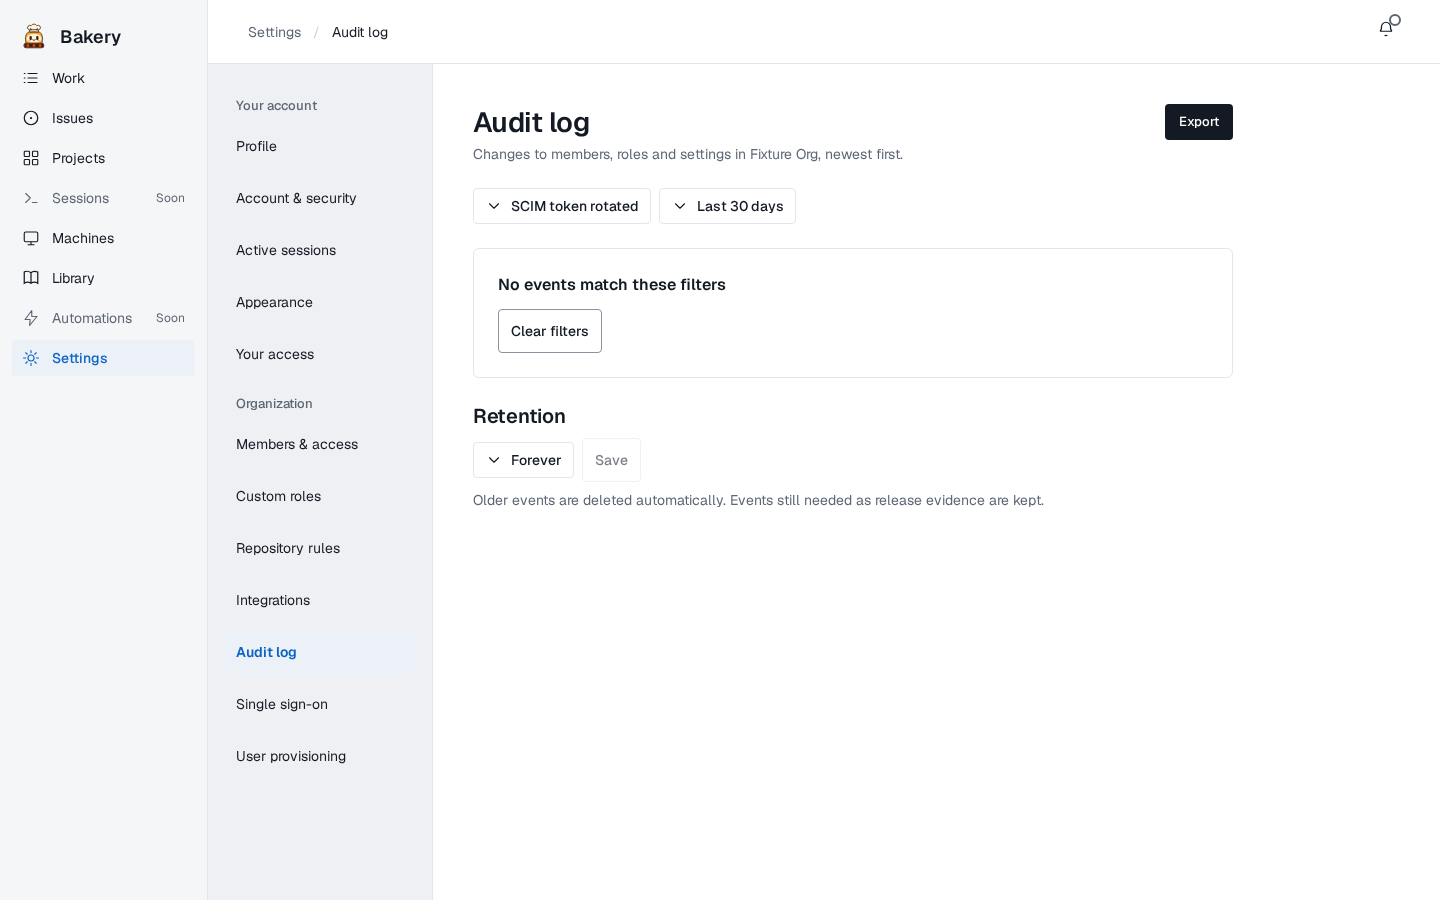 Bakery
Work
Issues
Projects
Sessions Soon
Machines
Library
Automations Soon
Settings
Settings / Audit log
Your account
Profile
Account & security
Active sessions
Appearance
Your access
Organization
Members & access
Custom roles
Repository rules
Integrations
Audit log
Single sign-on
User provisioning
Audit log
Export
Changes to members, roles and settings in Fixture Org, newest first.
SCIM token rotated Last 30 days
No events match these filters
Clear filters
Retention
Forever Save
Older events are deleted automatically. Events still needed as release evidence are kept.